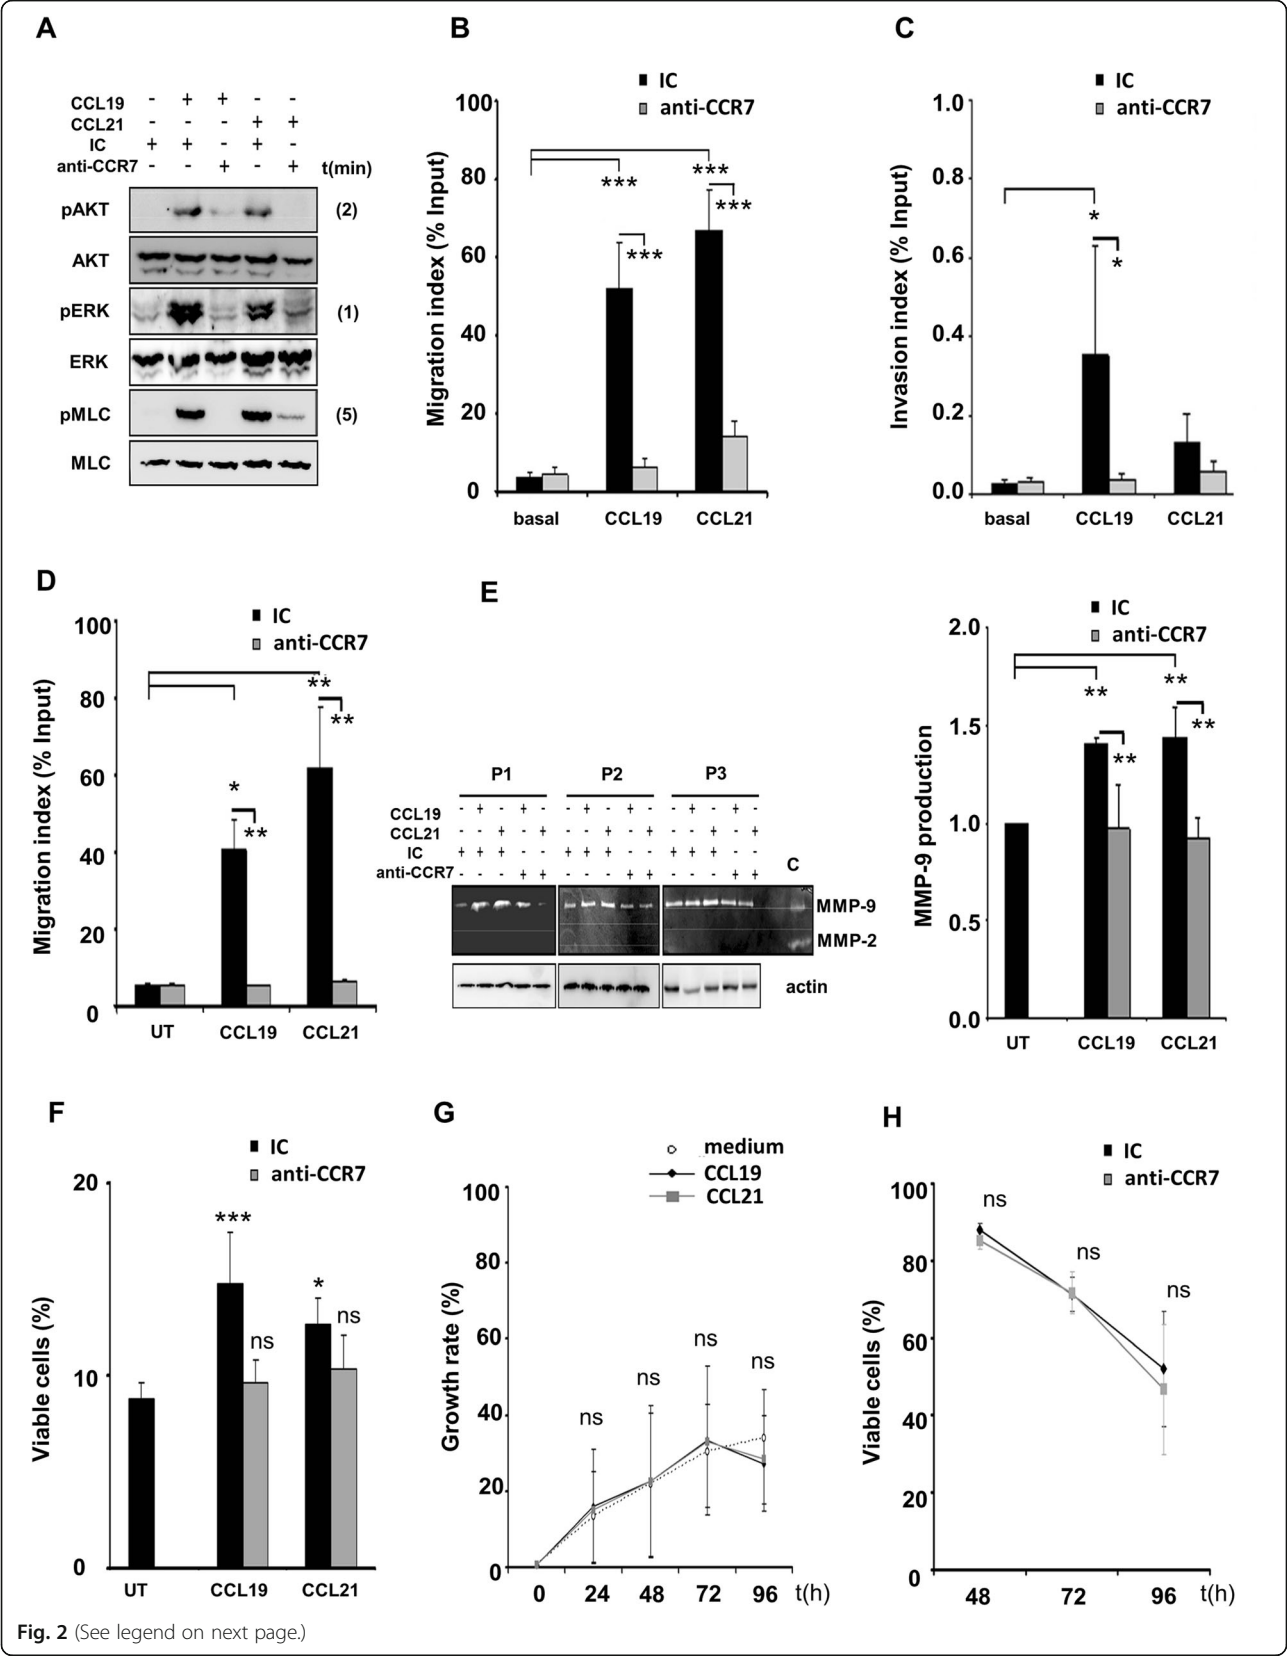 A
CCL19 - + + - -
CCL21 - - - + +
IC + + - + -
anti-CCR7 - - + - + t(min)
pAKT (2)
AKT
pERK (1)
ERK
pMLC (5)
MLC
B
IC
anti-CCR7
Migration index (% Input)
100
80
60
40
20
0
***
***
***
***
basal CCL19 CCL21
C
IC
anti-CCR7
Invasion index (% Input)
1.0
0.8
0.6
0.4
0.2
0.0
*
*
basal CCL19 CCL21
D
IC
anti-CCR7
Migration index (% Input)
100
80
60
40
20
0
**
**
*
**
UT CCL19 CCL21
E
P1 P2 P3
CCL19 - + - + - - + - + - - + - + -
CCL21 - - + - + - - + - + - - + - +
IC + + + - - + + + - - + + + - -
anti-CCR7 - - - + + - - - + + - - - + +
C
MMP-9
MMP-2
actin
IC
anti-CCR7
MMP-9 production
2.0
1.5
1.0
0.5
0.0
**
**
**
**
UT CCL19 CCL21
F
IC
anti-CCR7
Viable cells (%)
20
10
0
***
ns
*
ns
UT CCL19 CCL21
G
medium
CCL19
CCL21
Growth rate (%)
100
80
60
40
20
0
ns
ns
ns
ns
0 24 48 72 96 t(h)
H
IC
anti-CCR7
Viable cells (%)
100
80
60
40
20
0
ns
ns
ns
48 72 96 t(h)
Fig. 2 (See legend on next page.)